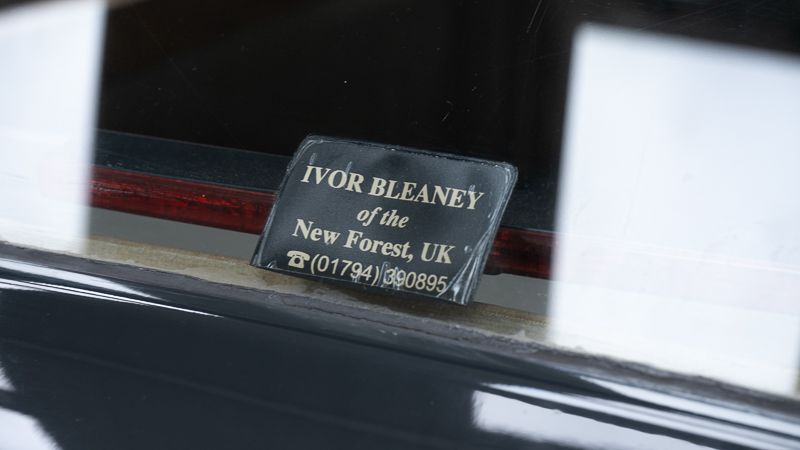 IVOR BLEANEY
of the
New Forest, UK
☎(01794) 390895